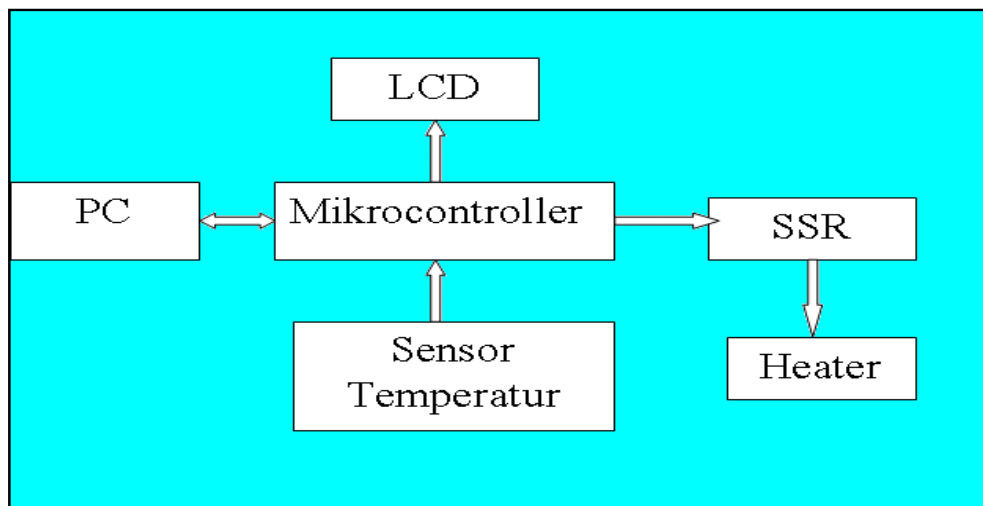 LCD
PC
Mikrocontroller
SSR
Sensor
Temperatur
Heater